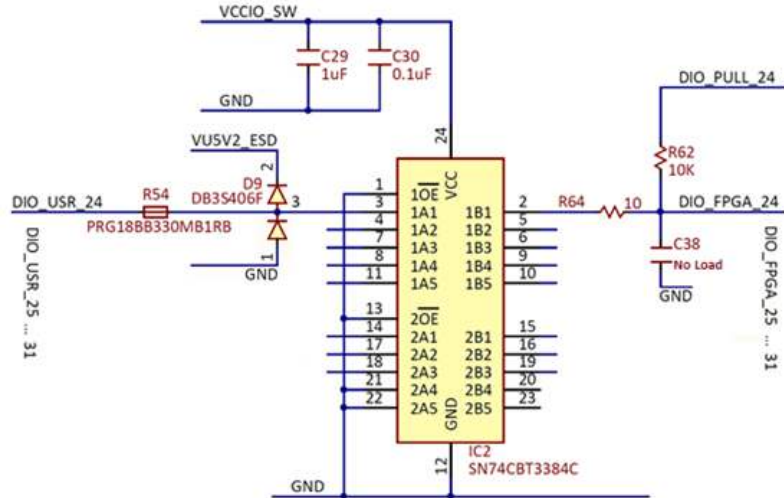 VCCIO_SW
C29
1uF
C30
0.1uF
GND
DIO_PULL_24
VU5V2_ESD
24
2
D9
DB3S406F
R62
10K
VCC
DIO_USR_24
R54
3
PRG18BB330MB1RB
1
GND
1 1OE
3 1A1 1B1 2
4 1A2 1B2 5
7 1A3 1B3 6
8 1A4 1B4 9
11 1A5 1B5 10
R64
10
DIO_FPGA_24
C38
No Load
GND
DIO_USR_25 ... 31
DIO_FPGA_25 ... 31
13 2OE
14 2A1 2B1 15
17 2A2 2B2 16
18 2A3 2B3 19
21 2A4 2B4 20
22 2A5 2B5 23
GND
12
IC2
SN74CBT3384C
GND